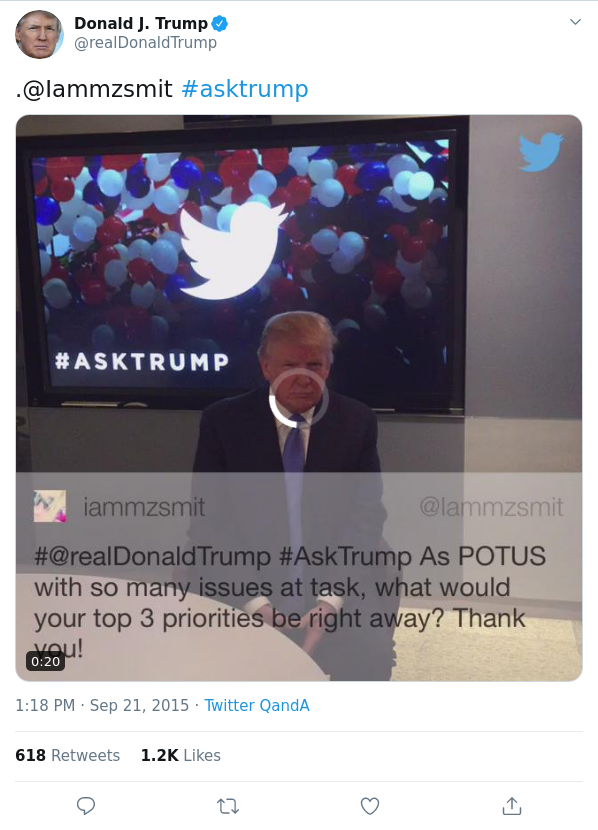 Donald J. Trump
@realDonaldTrump
.@Iammzsmit #asktrump
#ASKTRUMP
iammzsmit @Iammzsmit
#@realDonaldTrump #AskTrump As POTUS
with so many issues at task, what would
your top 3 priorities be right away? Thank
you!
0:20
1:18 PM · Sep 21, 2015 · Twitter QandA
618 Retweets 1.2K Likes